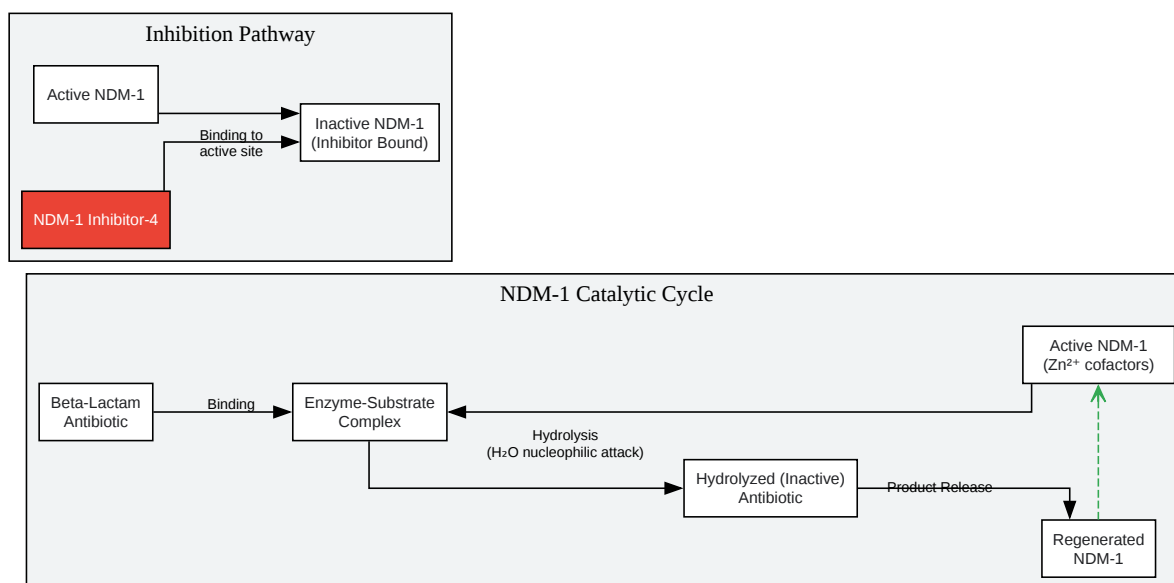 Inhibition Pathway
Active NDM-1
Inactive NDM-1
(Inhibitor Bound)
Binding to
active site
NDM-1 Inhibitor-4
NDM-1 Catalytic Cycle
Active NDM-1
(Zn²⁺ cofactors)
Beta-Lactam
Antibiotic
Binding
Enzyme-Substrate
Complex
Hydrolysis
(H₂O nucleophilic attack)
Hydrolyzed (Inactive)
Antibiotic
Product Release
Regenerated
NDM-1